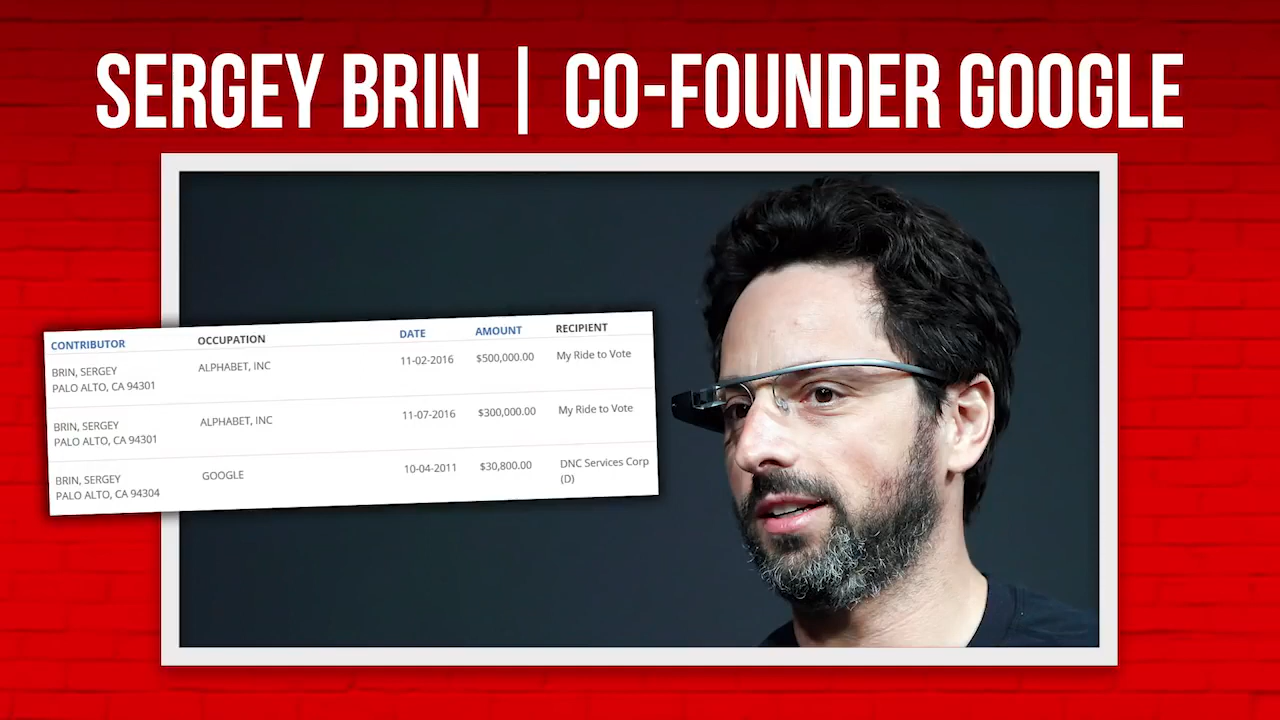 SERGEY BRIN | CO-FOUNDER GOOGLE
CONTRIBUTOR OCCUPATION DATE AMOUNT RECIPIENT
BRIN, SERGEY ALPHABET, INC 11-02-2016 $500,000.00 My Ride to Vote
PALO ALTO, CA 94301
BRIN, SERGEY ALPHABET, INC 11-07-2016 $300,000.00 My Ride to Vote
PALO ALTO, CA 94301
BRIN, SERGEY GOOGLE 10-04-2011 $30,800.00 DNC Services Corp
PALO ALTO, CA 94304 (D)